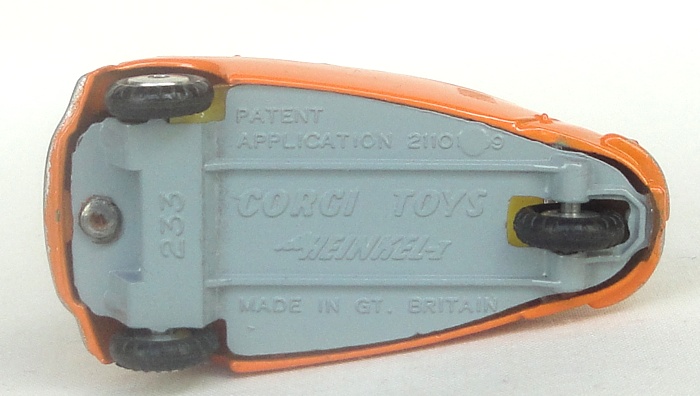 PATENT
APPLICATION
CORGI TOYS
HEINKEL-I
MADE IN GT. BRITAIN
233